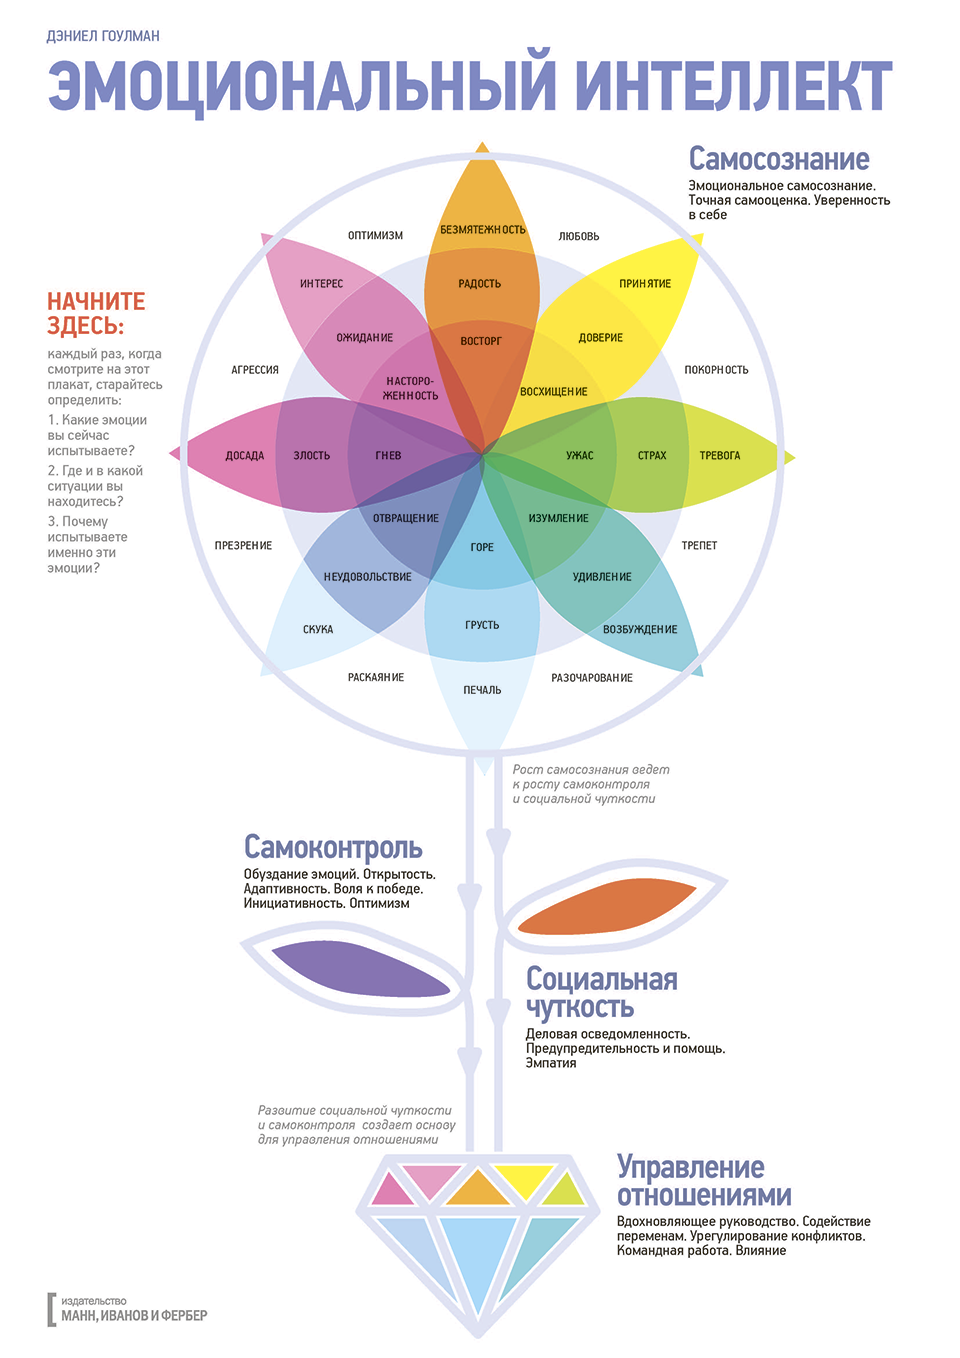 ДЭНИЕЛ ГОУЛМАН
ЭМОЦИОНАЛЬНЫЙ ИНТЕЛЛЕКТ
Самосознание
Эмоциональное самосознание.
Точная самооценка. Уверенность
в себе
НАЧНИТЕ
ЗДЕСЬ:
каждый раз, когда
смотрите на этот
плакат, старайтесь
определить:
1. Какие эмоции
вы сейчас
испытываете?
2. Где и в какой
ситуации вы
находитесь?
3. Почему
испытываете
именно эти
эмоции?
БЕЗМЯТЕЖНОСТЬ
ОПТИМИЗМ
ЛЮБОВЬ
ИНТЕРЕС
РАДОСТЬ
ПРИНЯТИЕ
ОЖИДАНИЕ
ВОСТОРГ
ДОВЕРИЕ
АГРЕССИЯ
ПОКОРНОСТЬ
НАСТОРО-
ЖЕННОСТЬ
ВОСХИЩЕНИЕ
ДОСАДА
ЗЛОСТЬ
ГНЕВ
УЖАС
СТРАХ
ТРЕВОГА
ОТВРАЩЕНИЕ
ИЗУМЛЕНИЕ
ПРЕЗРЕНИЕ
ГОРЕ
ТРЕПЕТ
НЕУДОВОЛЬСТВИЕ
УДИВЛЕНИЕ
СКУКА
ГРУСТЬ
ВОЗБУЖДЕНИЕ
РАСКАЯНИЕ
ПЕЧАЛЬ
РАЗОЧАРОВАНИЕ
Рост самосознания ведет
к росту самоконтроля
и социальной чуткости
Самоконтроль
Обуздание эмоций. Открытость.
Адаптивность. Воля к победе.
Инициативность. Оптимизм
Социальная
чуткость
Деловая осведомленность.
Предупредительность и помощь.
Эмпатия
Развитие социальной чуткости
и самоконтроля создает основу
для управления отношениями
Управление
отношениями
Вдохновляющее руководство. Содействие
переменам. Урегулирование конфликтов.
Командная работа. Влияние
издательство
МАНН, ИВАНОВ И ФЕРБЕР